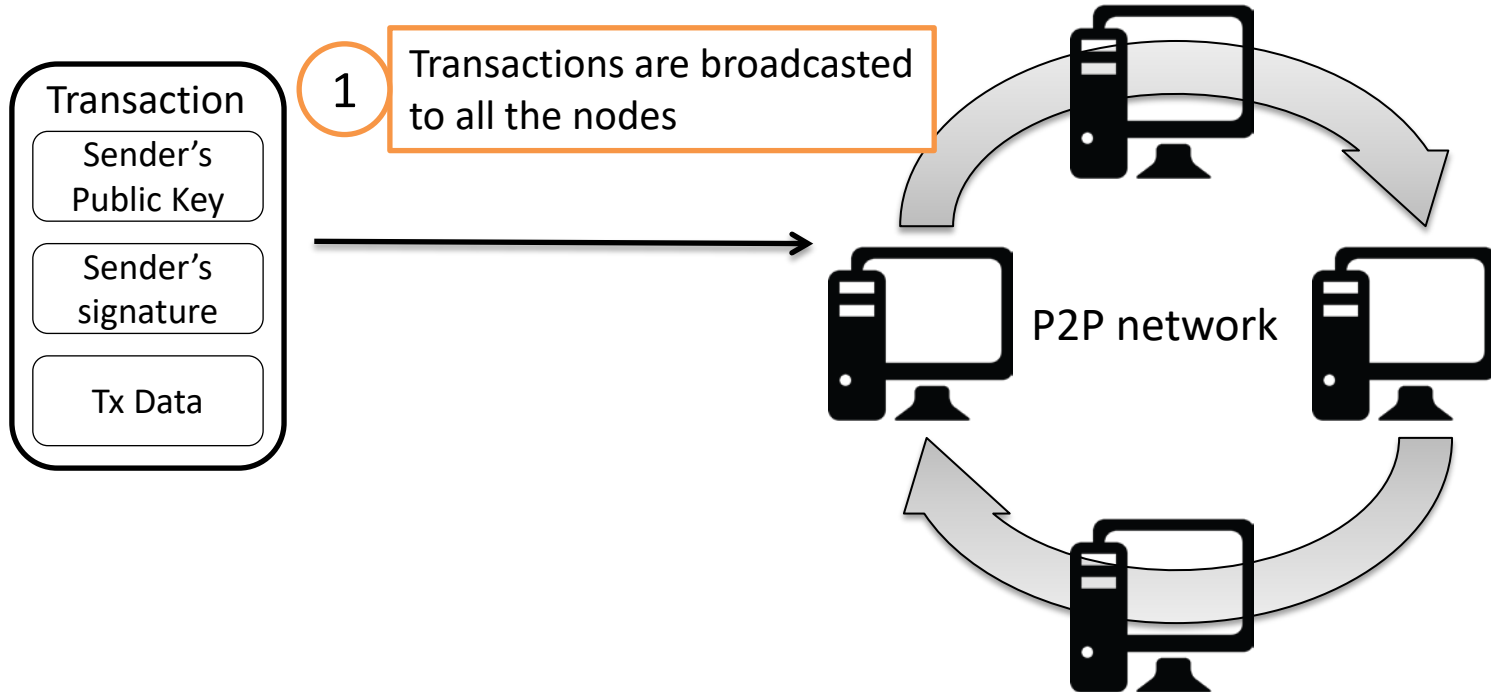 Transaction
Sender’s
Public Key
Sender’s
signature
Tx Data
1
Transactions are broadcasted
to all the nodes
P2P network